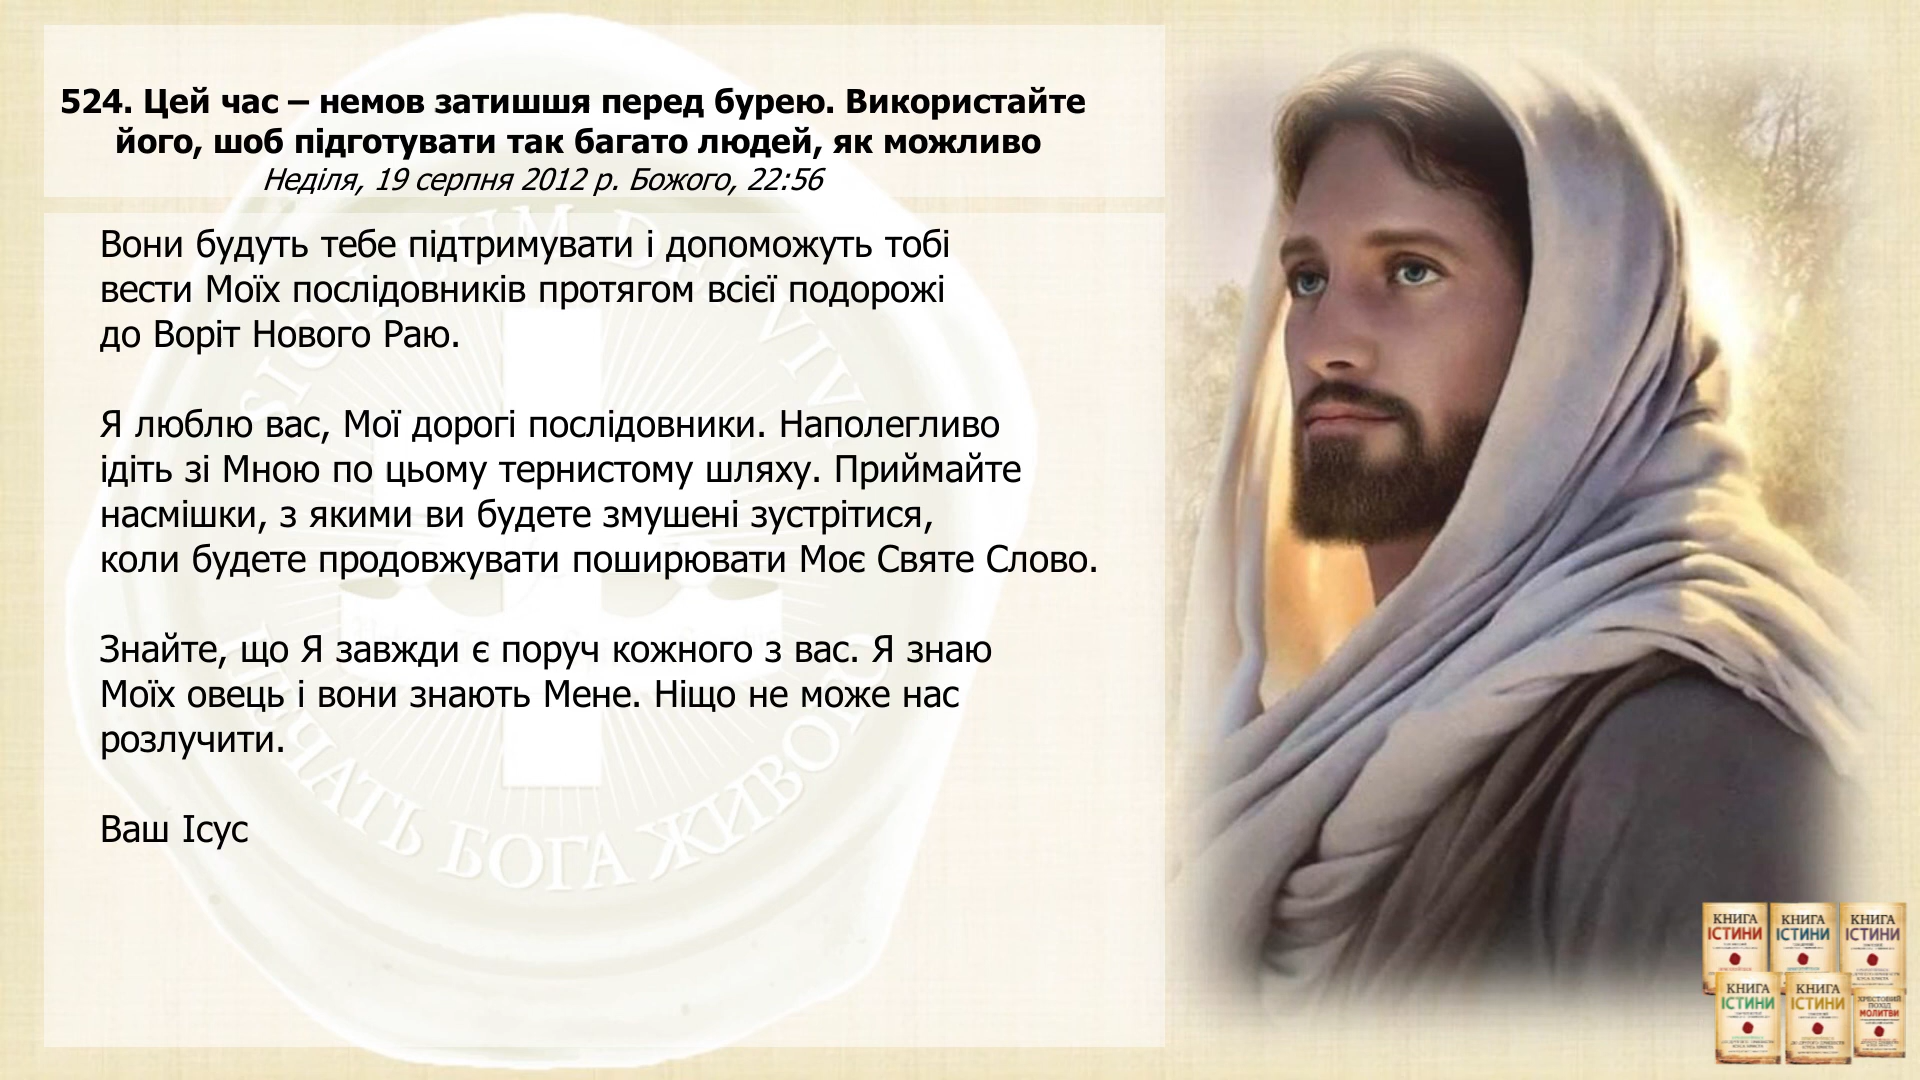 524. Цей час – немов затишшя перед бурею. Використайте
його, шоб підготувати так багато людей, як можливо
Неділя, 19 серпня 2012 р. Божого, 22:56
Вони будуть тебе підтримувати і допоможуть тобі
вести Моїх послідовників протягом всієї подорожі
до Воріт Нового Раю.
Я люблю вас, Мої дорогі послідовники. Наполегливо
ідіть зі Мною по цьому тернистому шляху. Приймайте
насмішки, з якими ви будете змушені зустрітися,
коли будете продовжувати поширювати Моє Святе Слово.
Знайте, що Я завжди є поруч кожного з вас. Я знаю
Моїх овець і вони знають Мене. Ніщо не може нас
розлучити.
Ваш Ісус
SIGILLUM DEI VIVI
ПЕЧАТЬ БОГА ЖИВОГО
КНИГА
ІСТИНИ
КНИГА
ІСТИНИ
КНИГА
ІСТИНИ
КНИГА
ІСТИНИ
КНИГА
ІСТИНИ
ХРЕСТОВИЙ
ПОХІД
МОЛИТВИ